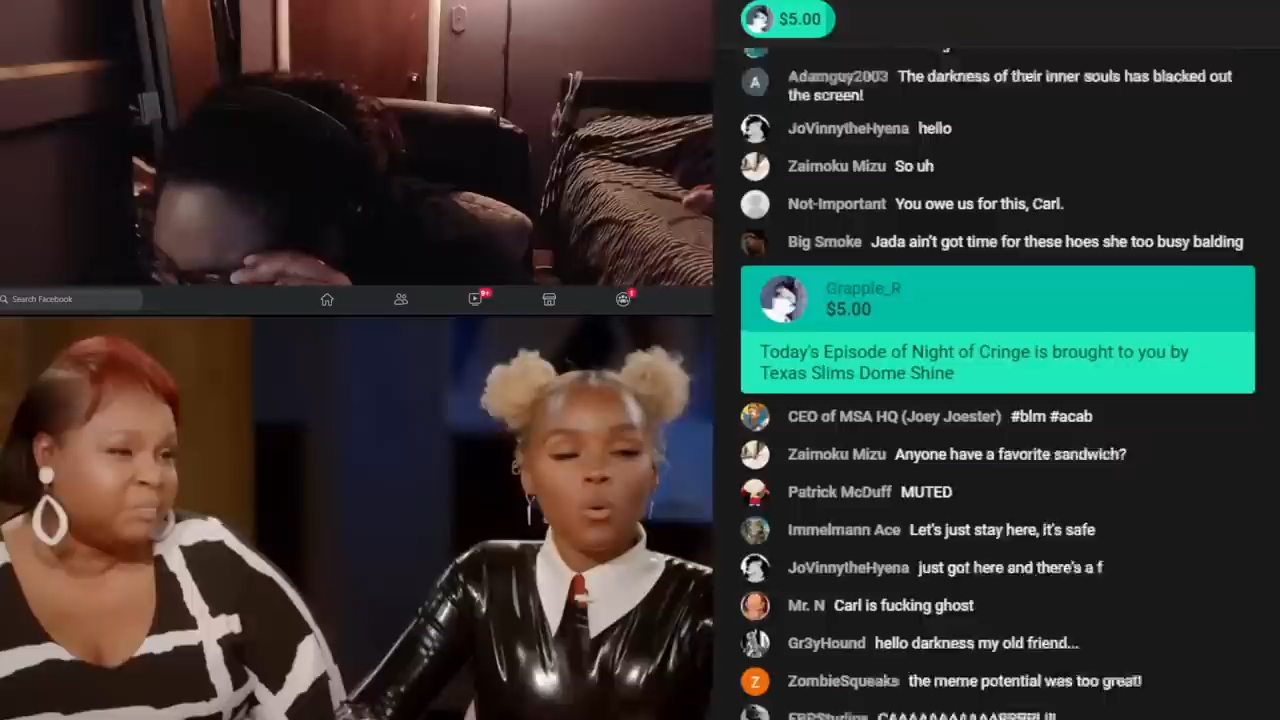 $5.00
Adamguy2003 The darkness of their inner souls has blacked out
the screen!
JoVinnytheHyena hello
Zaimoku Mizu So uh
Not-Important You owe us for this, Carl.
Big Smoke Jada ain't got time for these hoes she too busy balding
Grapple_R
$5.00
Today's Episode of Night of Cringe is brought to you by
Texas Slims Dome Shine
CEO of MSA HQ (Joey Joester) #blm #acab
Zaimoku Mizu Anyone have a favorite sandwich?
Patrick McDuff MUTED
Immelmann Ace Let's just stay here, it's safe
JoVinnytheHyena just got here and there's a f
Mr. N Carl is fucking ghost
Gr3yHound hello darkness my old friend...
ZombieSqueaks the meme potential was too great!
Search Facebook
9+
1
A
Z